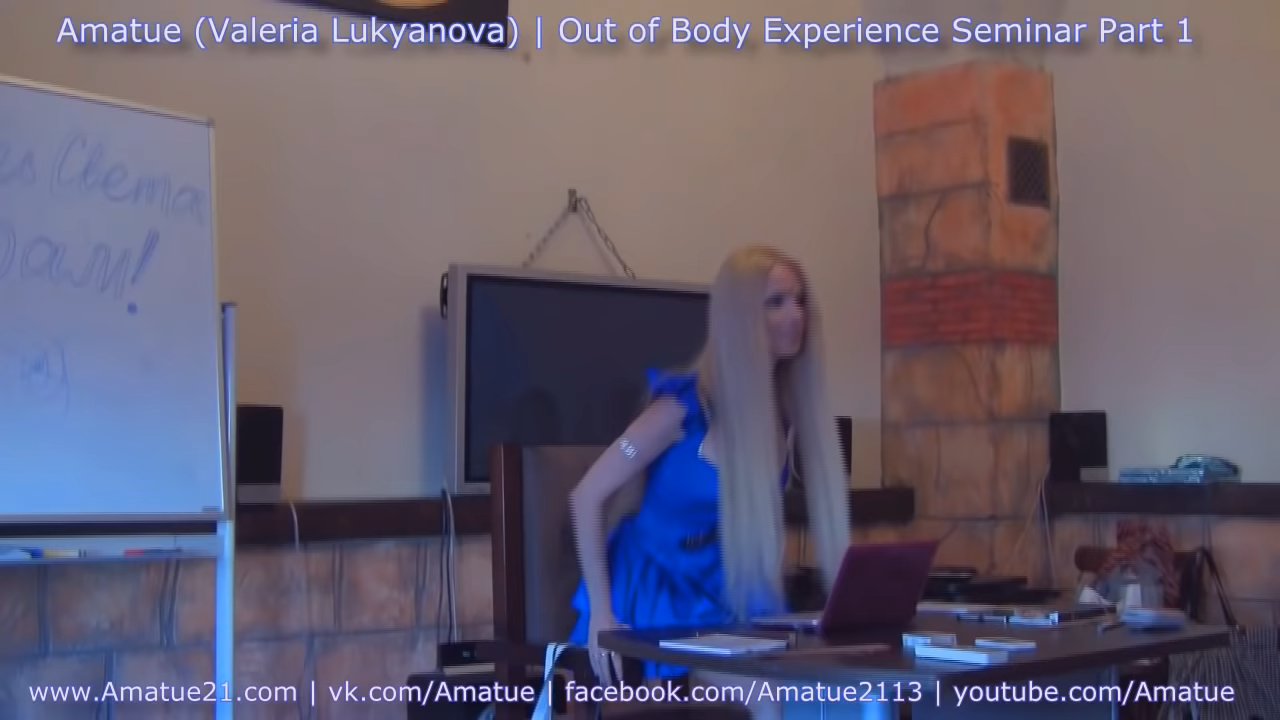 Amatue (Valeria Lukyanova) | Out of Body Experience Seminar Part 1
Света
www.Amatue21.com | vk.com/Amatue | facebook.com/Amatue2113 | youtube.com/Amatue